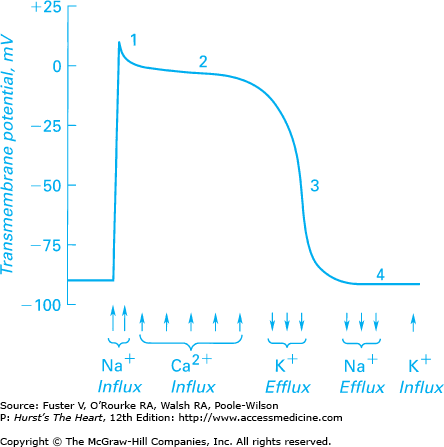 Transmembrane potential, mV
+25
0
−25
−50
−75
−100
1
2
3
4
Na+ Ca2+ K+ Na+ K+
Influx Influx Efflux Efflux Influx
Source: Fuster V, O'Rourke RA, Walsh RA, Poole-Wilson
P: Hurst's The Heart, 12th Edition: http://www.accessmedicine.com
Copyright © The McGraw-Hill Companies, Inc. All rights reserved.